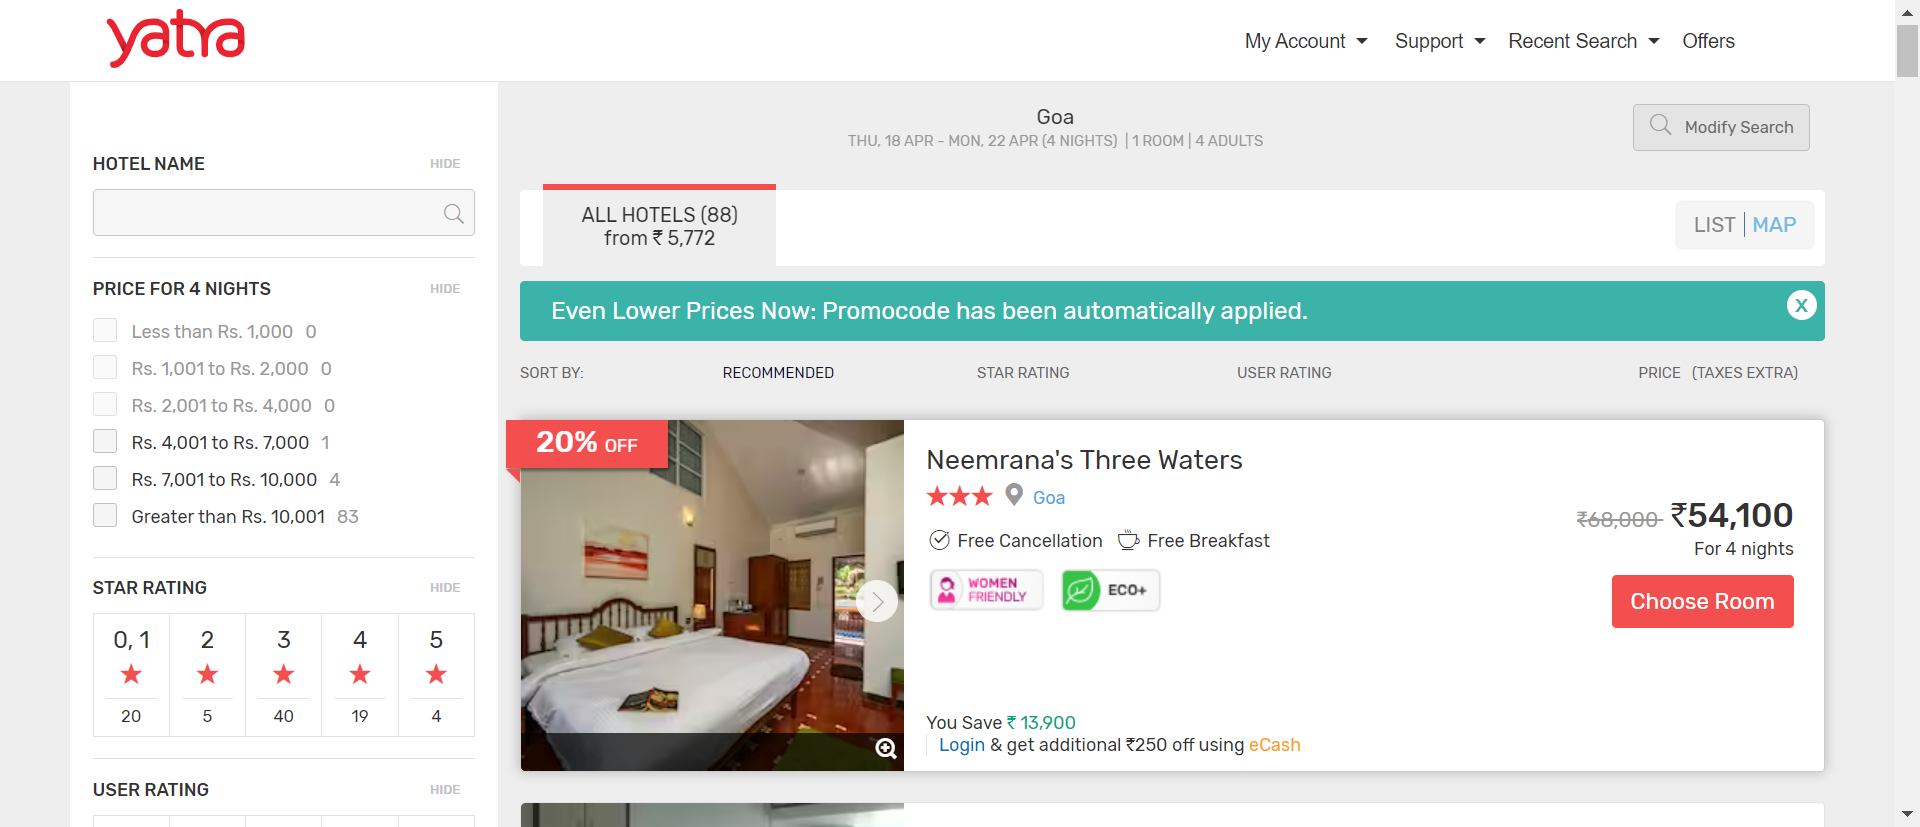 yatra
My Account
Support
Recent Search
Offers
Goa
THU, 18 APR - MON, 22 APR (4 NIGHTS) | 1 ROOM | 4 ADULTS
Modify Search
HOTEL NAME
HIDE
PRICE FOR 4 NIGHTS
HIDE
Less than Rs. 1,000 0
Rs. 1,001 to Rs. 2,000 0
Rs. 2,001 to Rs. 4,000 0
Rs. 4,001 to Rs. 7,000 1
Rs. 7,001 to Rs. 10,000 4
Greater than Rs. 10,001 83
STAR RATING
HIDE
0, 1 2 3 4 5
20 5 40 19 4
USER RATING
HIDE
ALL HOTELS (88)
from ₹ 5,772
LIST | MAP
Even Lower Prices Now: Promocode has been automatically applied.
X
SORT BY:
RECOMMENDED
STAR RATING
USER RATING
PRICE (TAXES EXTRA)
20% OFF
Neemrana's Three Waters
Goa
Free Cancellation
Free Breakfast
WOMEN
FRIENDLY
ECO+
₹68,000 ₹54,100
For 4 nights
Choose Room
You Save ₹ 13,900
Login & get additional ₹250 off using eCash